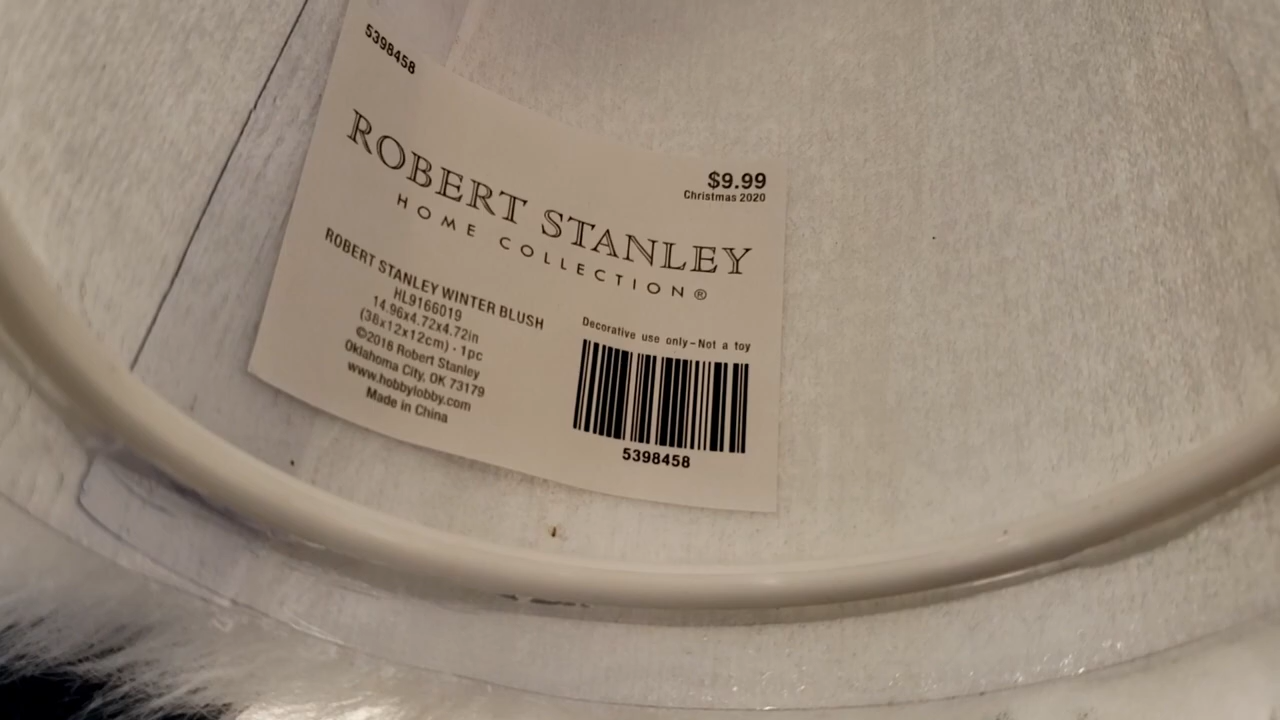 5398458
ROBERT STANLEY
HOME COLLECTION®
$9.99
Christmas 2020
ROBERT STANLEY WINTER BLUSH
HL9166019
14.96x4.72x4.72in
(38x12x12cm) · 1pc
©2018 Robert Stanley
Oklahoma City, OK 73179
www.hobbylobby.com
Made in China
Decorative use only–Not a toy
5398458